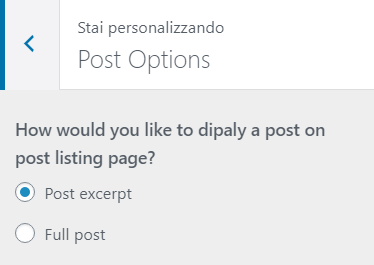 Stai personalizzando
Post Options
How would you like to dipaly a post on
post listing page?
Post excerpt
Full post